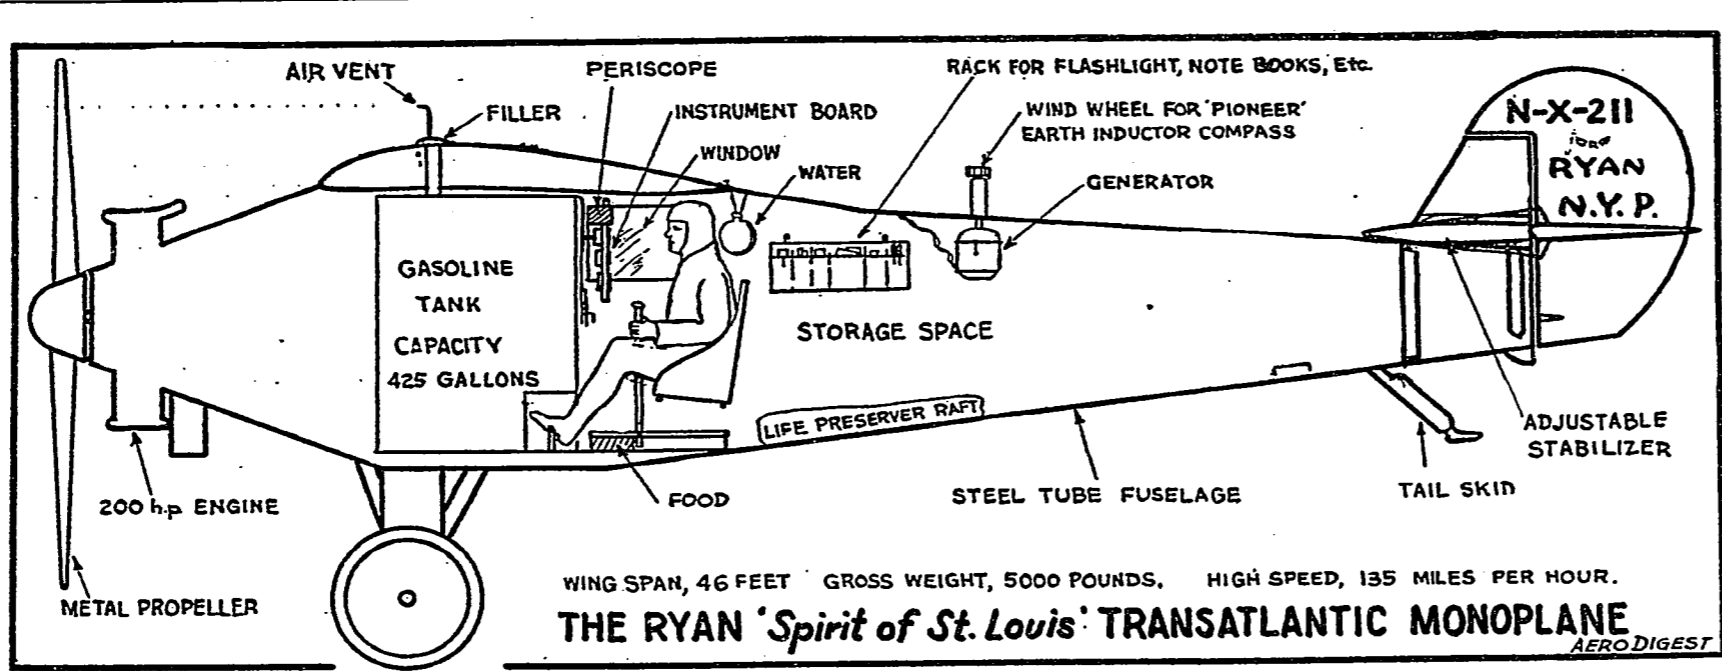 AIR VENT
PERISCOPE
RACK FOR FLASHLIGHT, NOTE BOOKS, Etc.
FILLER
INSTRUMENT BOARD
WIND WHEEL FOR 'PIONEER'
EARTH INDUCTOR COMPASS
N-X-211
RYAN
N.Y.P.
WINDOW
WATER
GENERATOR
GASOLINE
TANK
CAPACITY
425 GALLONS
STORAGE SPACE
LIFE PRESERVER RAFT
ADJUSTABLE
STABILIZER
200 h.p ENGINE
FOOD
STEEL TUBE FUSELAGE
TAIL SKID
METAL PROPELLER
WING SPAN, 46 FEET GROSS WEIGHT, 5000 POUNDS. HIGH SPEED, 135 MILES PER HOUR.
THE RYAN 'Spirit of St. Louis' TRANSATLANTIC MONOPLANE
AERO DIGEST